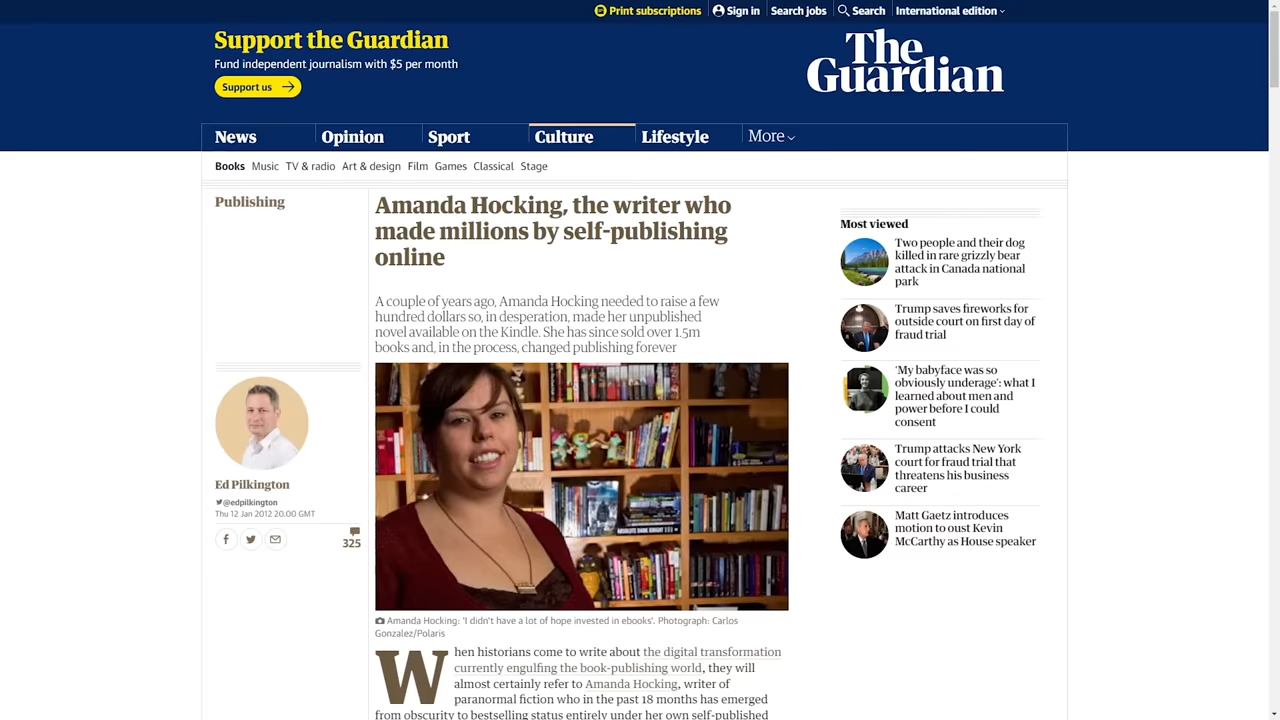 Print subscriptions
Sign in
Search jobs
Search
International edition
Support the Guardian
Fund independent journalism with $5 per month
Support us
The
Guardian
News
Opinion
Sport
Culture
Lifestyle
More
Books
Music
TV & radio
Art & design
Film
Games
Classical
Stage
Publishing
Amanda Hocking, the writer who
made millions by self-publishing
online
A couple of years ago, Amanda Hocking needed to raise a few
hundred dollars so, in desperation, made her unpublished
novel available on the Kindle. She has since sold over 1.5m
books and, in the process, changed publishing forever
Ed Pilkington
@edpilkington
Thu 12 Jan 2012 20.00 GMT
325
Amanda Hocking: 'I didn't have a lot of hope invested in ebooks'. Photograph: Carlos
Gonzalez/Polaris
When historians come to write about the digital transformation
currently engulfing the book-publishing world, they will
almost certainly refer to Amanda Hocking, writer of
paranormal fiction who in the past 18 months has emerged
from obscurity to bestselling status entirely under her own self-published
Most viewed
Two people and their dog
killed in rare grizzly bear
attack in Canada national
park
Trump saves fireworks for
outside court on first day of
fraud trial
'My babyface was so
obviously underage': what I
learned about men and
power before I could
consent
Trump attacks New York
court for fraud trial that
threatens his business
career
Matt Gaetz introduces
motion to oust Kevin
McCarthy as House speaker